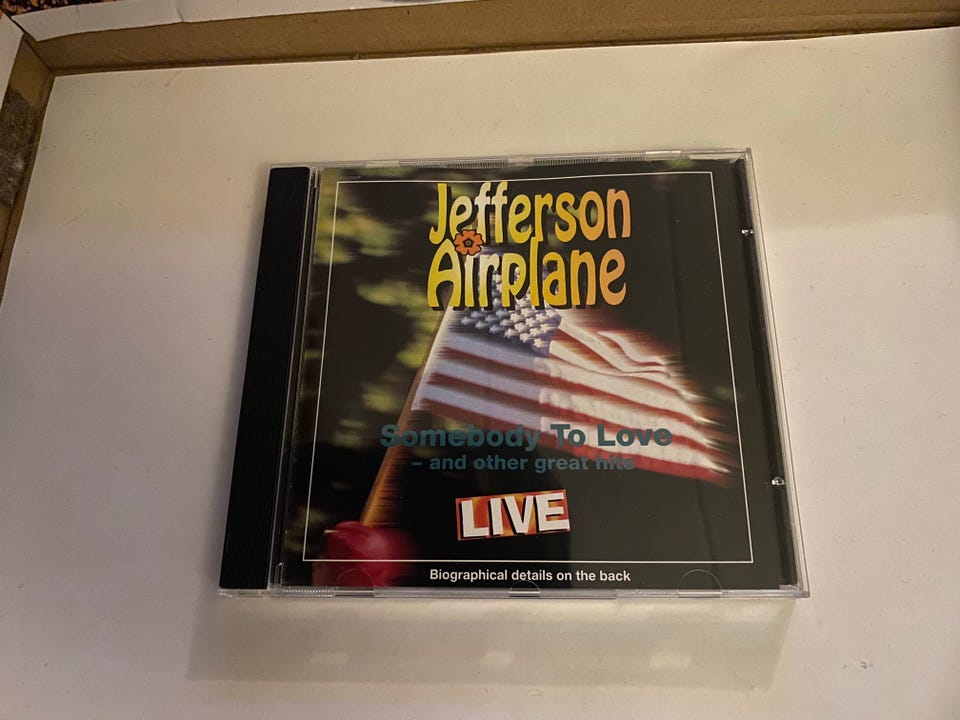 Jefferson
Airplane
Somebody To Love
– and other great hits
LIVE
Biographical details on the back